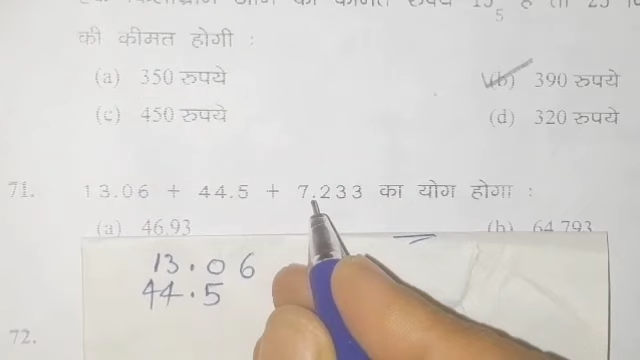 की कीमत होगी :
(a) 350 रुपये (b) 390 रुपये
(c) 450 रुपये (d) 320 रुपये
71. 13.06 + 44.5 + 7.233 का योग होगा :
(a) 46.93 (b) 64.793
13.06
44.5
72.